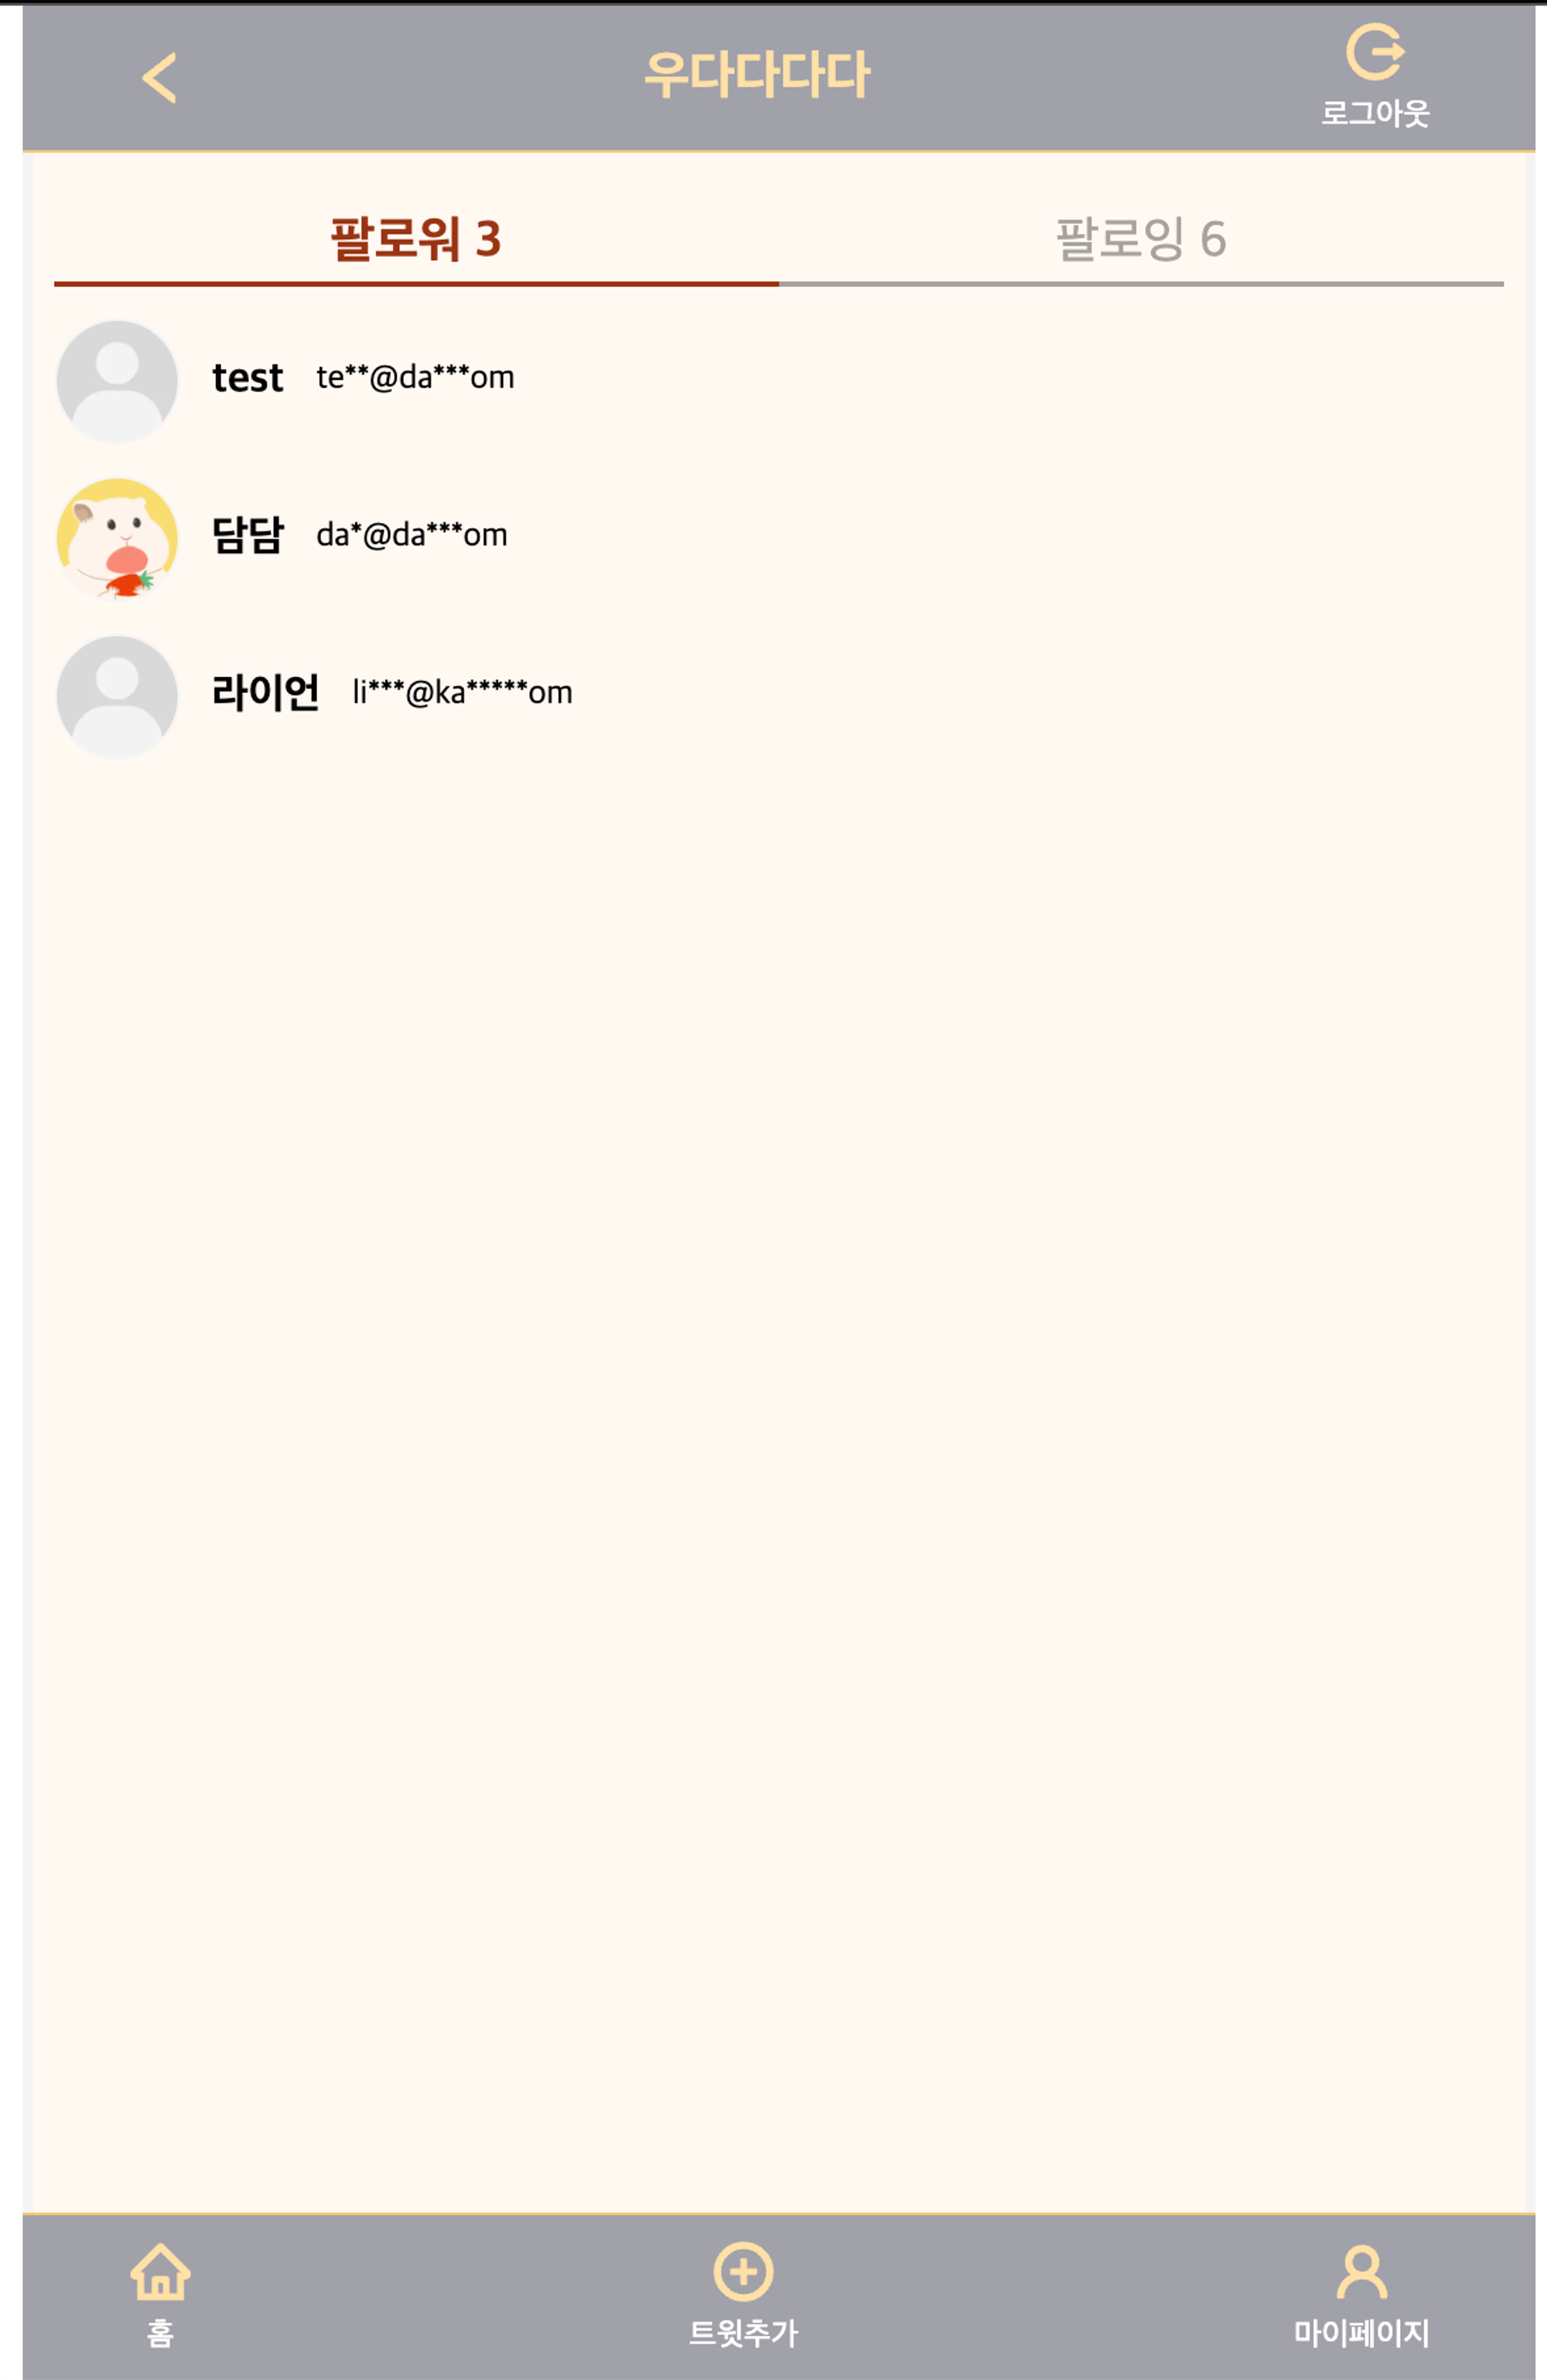 우다다다다
로그아웃
팔로워 3
팔로잉 6
test te**@da***om
담담 da*@da***om
라이언 li***@ka*****om
홈
트윗추가
마이페이지